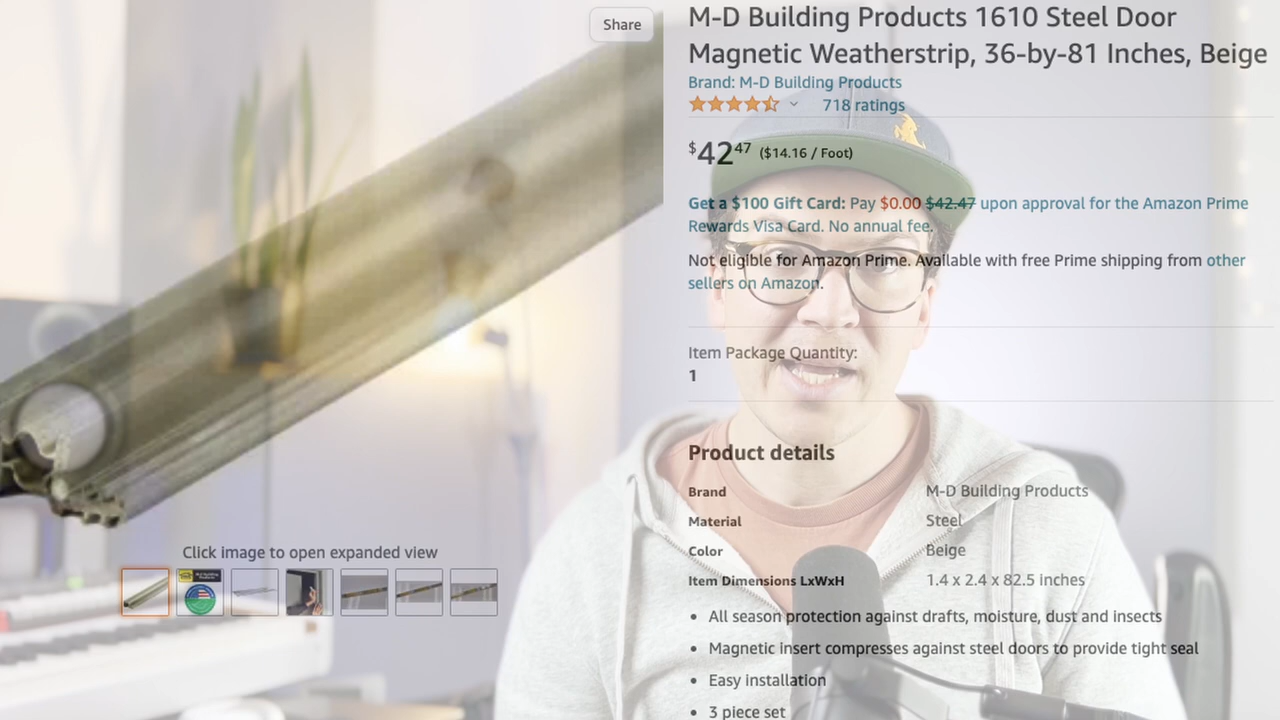 Share
M-D Building Products 1610 Steel Door
Magnetic Weatherstrip, 36-by-81 Inches, Beige
Brand: M-D Building Products
718 ratings
$42 47 ($14.16 / Foot)
Get a $100 Gift Card: Pay $0.00 $42.47 upon approval for the Amazon Prime
Rewards Visa Card. No annual fee.
Not eligible for Amazon Prime. Available with free Prime shipping from other
sellers on Amazon.
Item Package Quantity:
1
Product details
Brand M-D Building Products
Material Steel
Color Beige
Item Dimensions LxWxH 1.4 x 2.4 x 82.5 inches
• All season protection against drafts, moisture, dust and insects
• Magnetic insert compresses against steel doors to provide tight seal
• Easy installation
• 3 piece set
Click image to open expanded view